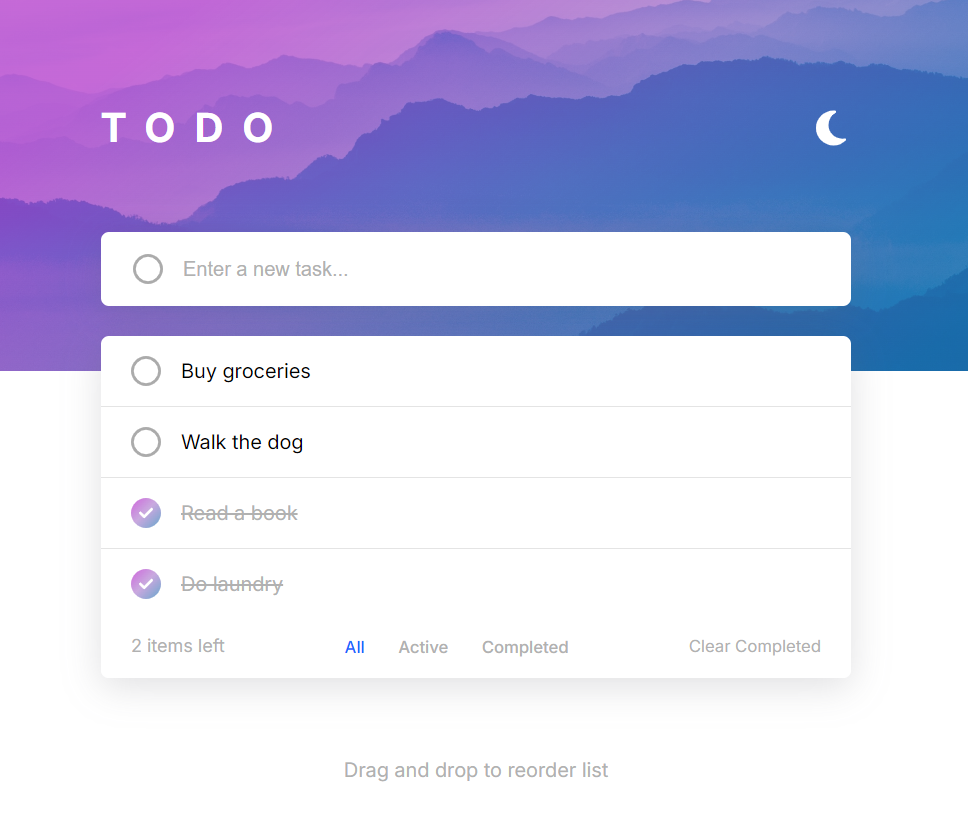 TODO
Enter a new task...
Buy groceries
Walk the dog
Read a book
Do laundry
2 items left All Active Completed Clear Completed
Drag and drop to reorder list